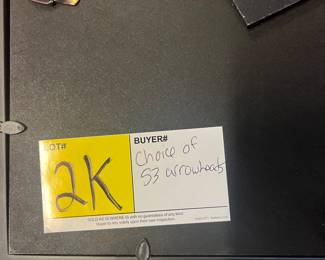 LOT#
2K
BUYER#
Choice of
53 arrowheads
SOLD AS IS WHERE IS with no guarantees of any kind.